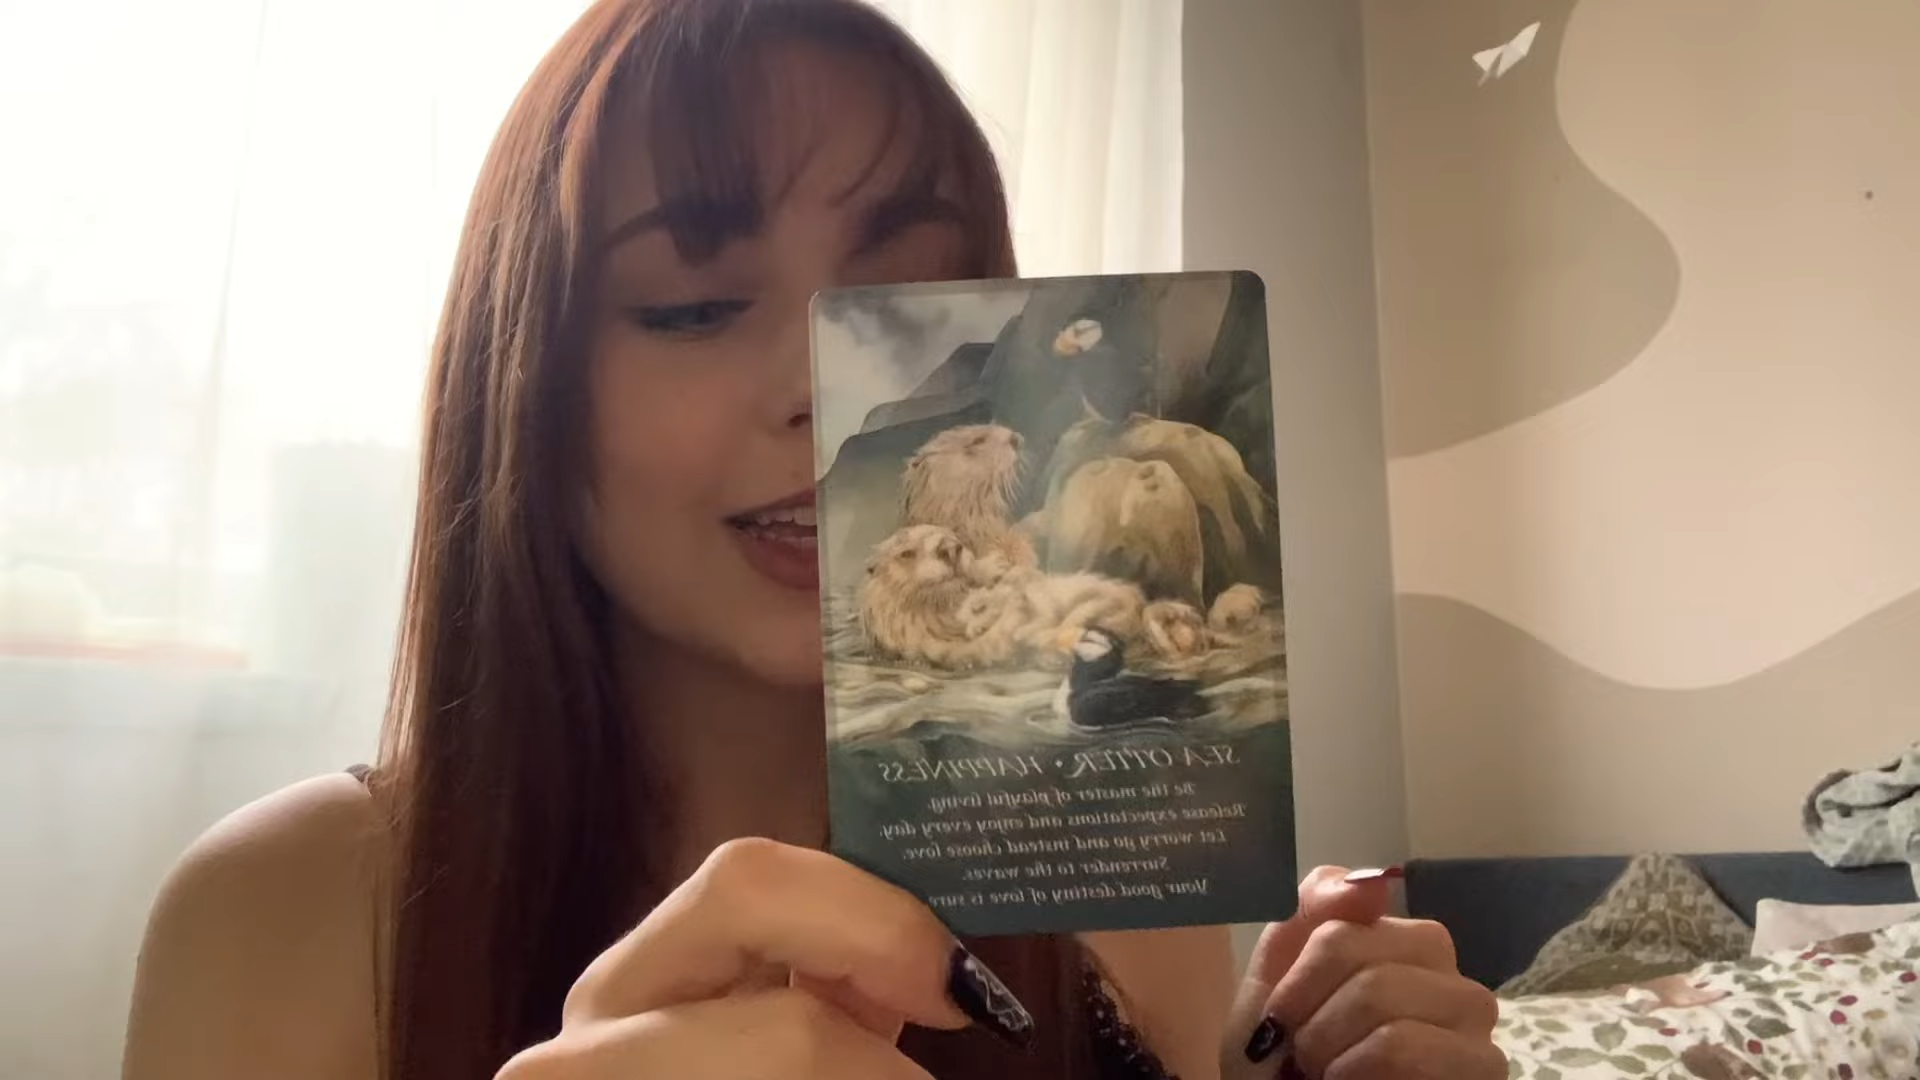 SEA OTTER • HAPPINESS
Be the master of playful living.
Release expectations and enjoy every day.
Let worry go and instead choose love.
Surrender to the waves.
Your good destiny of love is sure.